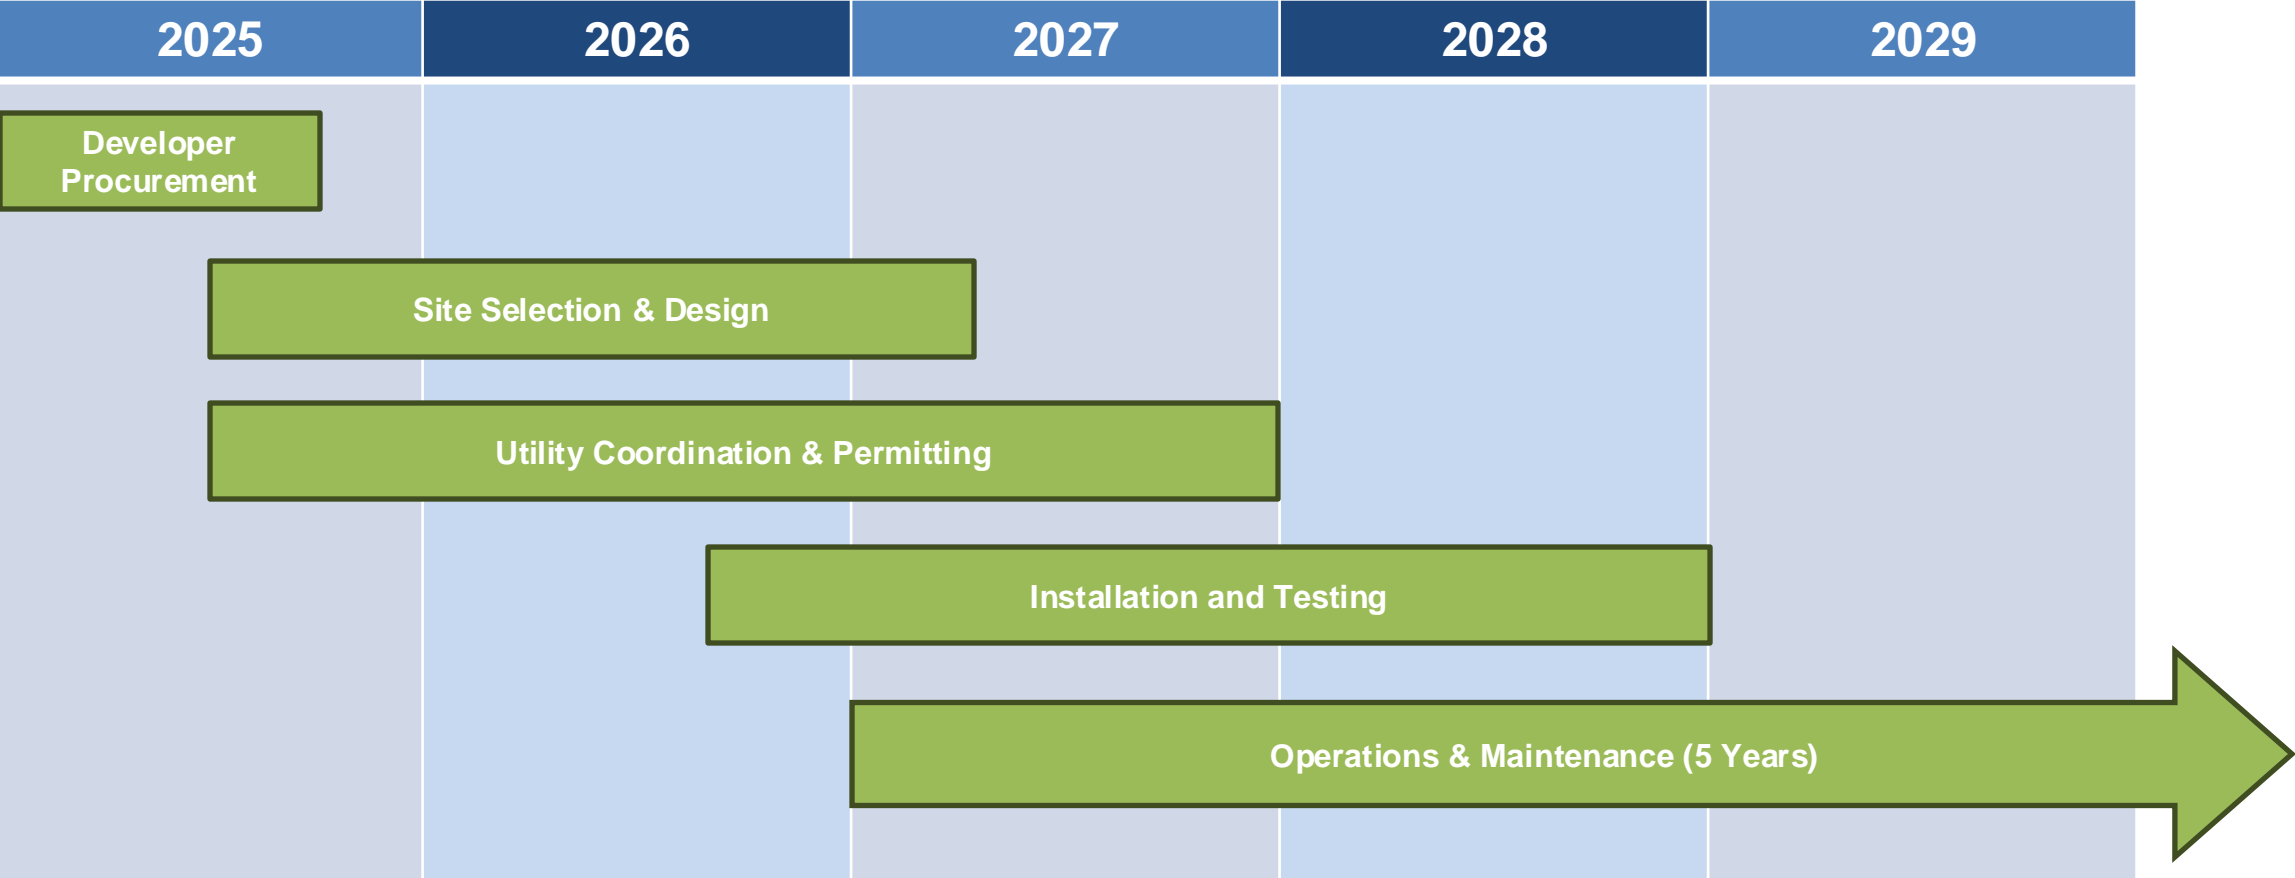 2025
2026
2027
2028
2029
Developer
Procurement
Site Selection & Design
Utility Coordination & Permitting
Installation and Testing
Operations & Maintenance (5 Years)